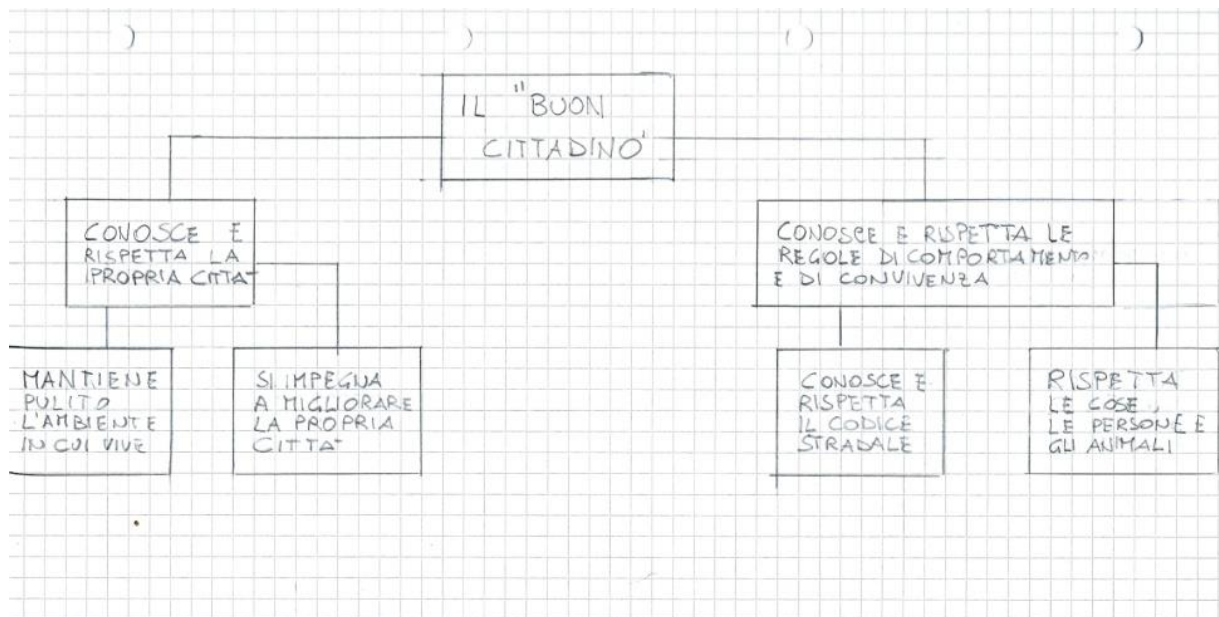 IL "BUON
CITTADINO"
CONOSCE E
RISPETTA LA
PROPRIA CITTA'
CONOSCE E RISPETTA LE
REGOLE DI COMPORTAMENTO
E DI CONVIVENZA
MANTIENE
PULITO
L'AMBIENTE
IN CUI VIVE
SI IMPEGNA
A MIGLIORARE
LA PROPRIA
CITTA'
CONOSCE E
RISPETTA
IL CODICE
STRADALE
RISPETTA
LE COSE,
LE PERSONE E
GLI ANIMALI